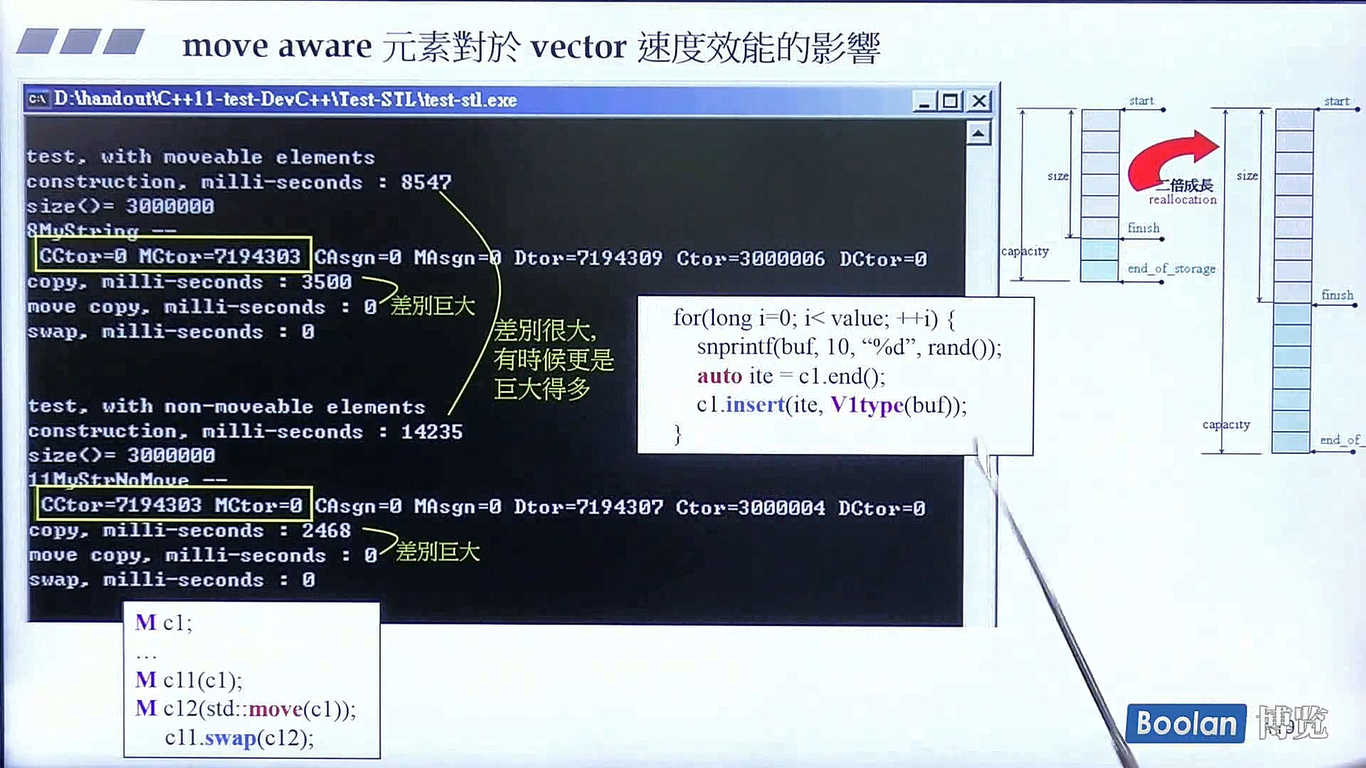 move aware 元素對於 vector 速度效能的影響
D:\handout\C++11-test-DevC++\Test-STL\test-stl.exe
test, with moveable elements
construction, milli-seconds : 8547
size()= 3000000
8MyString --
CCtor=0 MCtor=7194303 CAsgn=0 MAsgn=0 Dtor=7194309 Ctor=3000006 DCtor=0
copy, milli-seconds : 3500
move copy, milli-seconds : 0
差別巨大
swap, milli-seconds : 0
差別很大,
有時候更是
巨大得多
test, with non-moveable elements
construction, milli-seconds : 14235
size()= 3000000
11MyStrNoMove --
CCtor=7194303 MCtor=0 CAsgn=0 MAsgn=0 Dtor=7194307 Ctor=3000004 DCtor=0
copy, milli-seconds : 2468
move copy, milli-seconds : 0
差別巨大
swap, milli-seconds : 0
M c1;
...
M c11(c1);
M c12(std::move(c1));
c11.swap(c12);
for(long i=0; i< value; ++i) {
snprintf(buf, 10, “%d”, rand());
auto ite = c1.end();
c1.insert(ite, V1type(buf));
}
start
size
finish
capacity
end_of_storage
二倍成長
reallocation
start
size
finish
capacity
end_of_
Boolan 博览